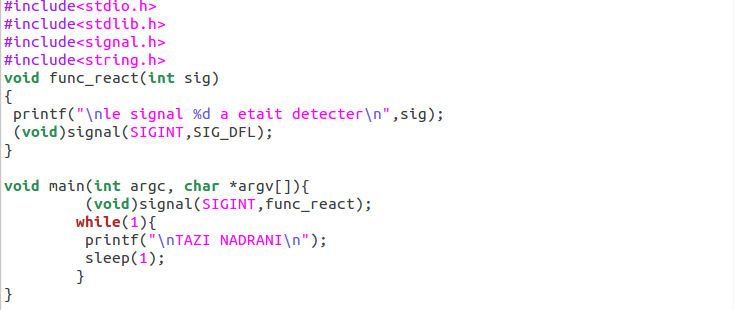 #include<stdio.h>
#include<stdlib.h>
#include<signal.h>
#include<string.h>
void func_react(int sig)
{
 printf("\nle signal %d a etait detecter\n",sig);
 (void)signal(SIGINT,SIG_DFL);
}

void main(int argc, char *argv[]){
         (void)signal(SIGINT,func_react);
        while(1){
         printf("\nTAZI NADRANI\n");
         sleep(1);
        }
}